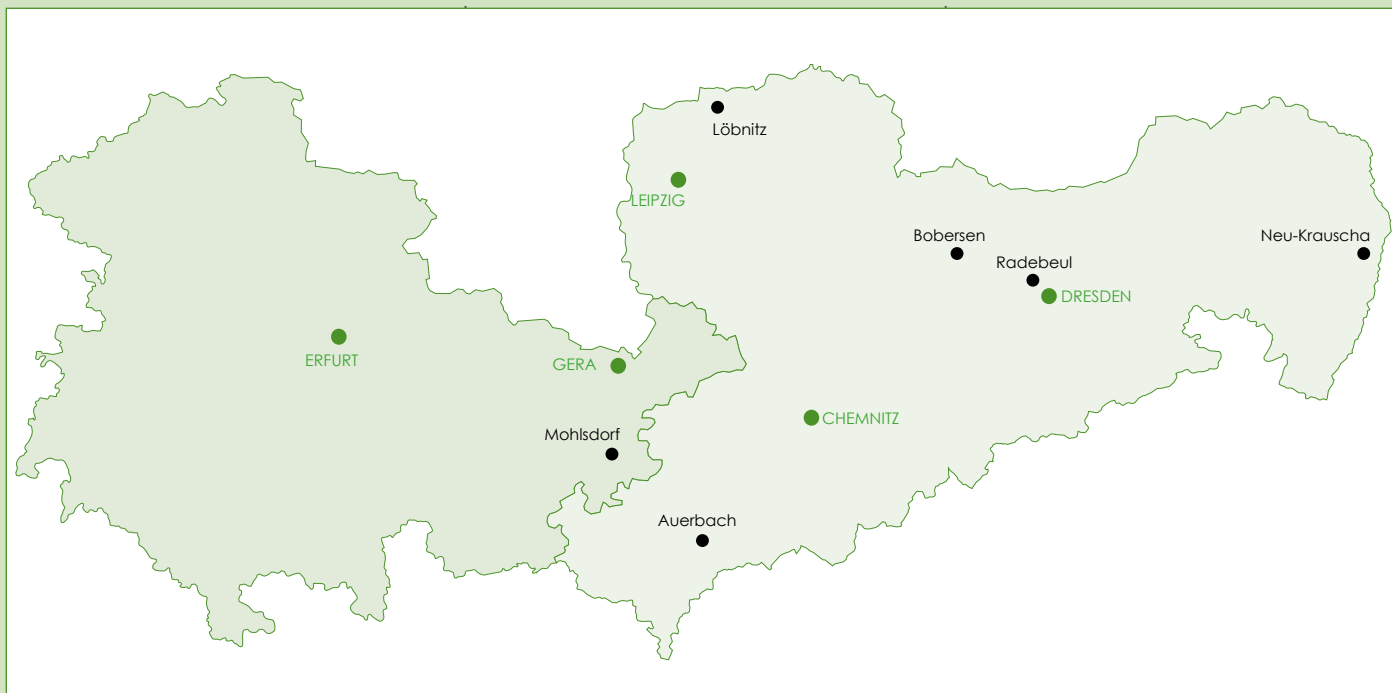 Löbnitz
LEIPZIG
Bobersen
Neu-Krauscha
Radebeul
DRESDEN
ERFURT
GERA
CHEMNITZ
Mohlsdorf
Auerbach